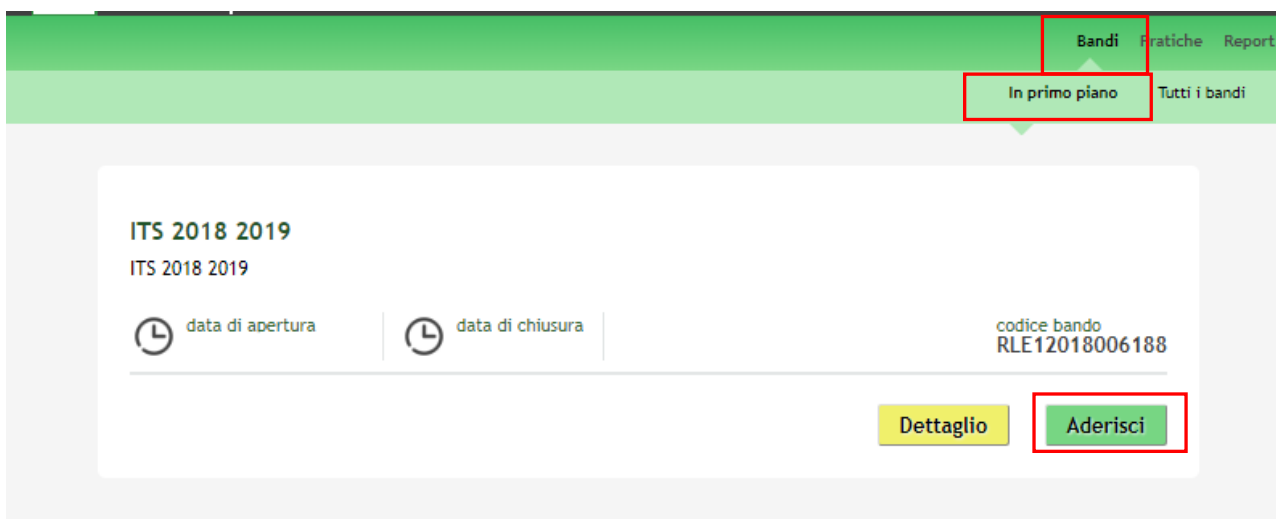 Bandi Pratiche Report
In primo piano Tutti i bandi
ITS 2018 2019
ITS 2018 2019
data di apertura data di chiusura codice bando
RLE12018006188
Dettaglio Aderisci